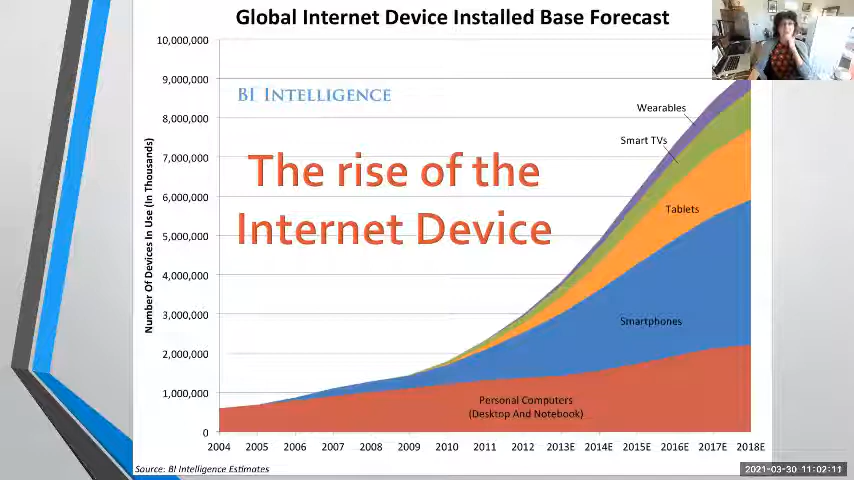 Global Internet Device Installed Base Forecast
10,000,000
9,000,000
8,000,000
7,000,000
6,000,000
5,000,000
4,000,000
3,000,000
2,000,000
1,000,000
0
Number Of Devices In Use (In Thousands)
BI INTELLIGENCE
The rise of the
Internet Device
Wearables
Smart TVs
Tablets
Smartphones
Personal Computers
(Desktop And Notebook)
2004 2005 2006 2007 2008 2009 2010 2011 2012 2013E 2014E 2015E 2016E 2017E 2018E
Source: BI Intelligence Estimates
2021-03-30 11:02:11